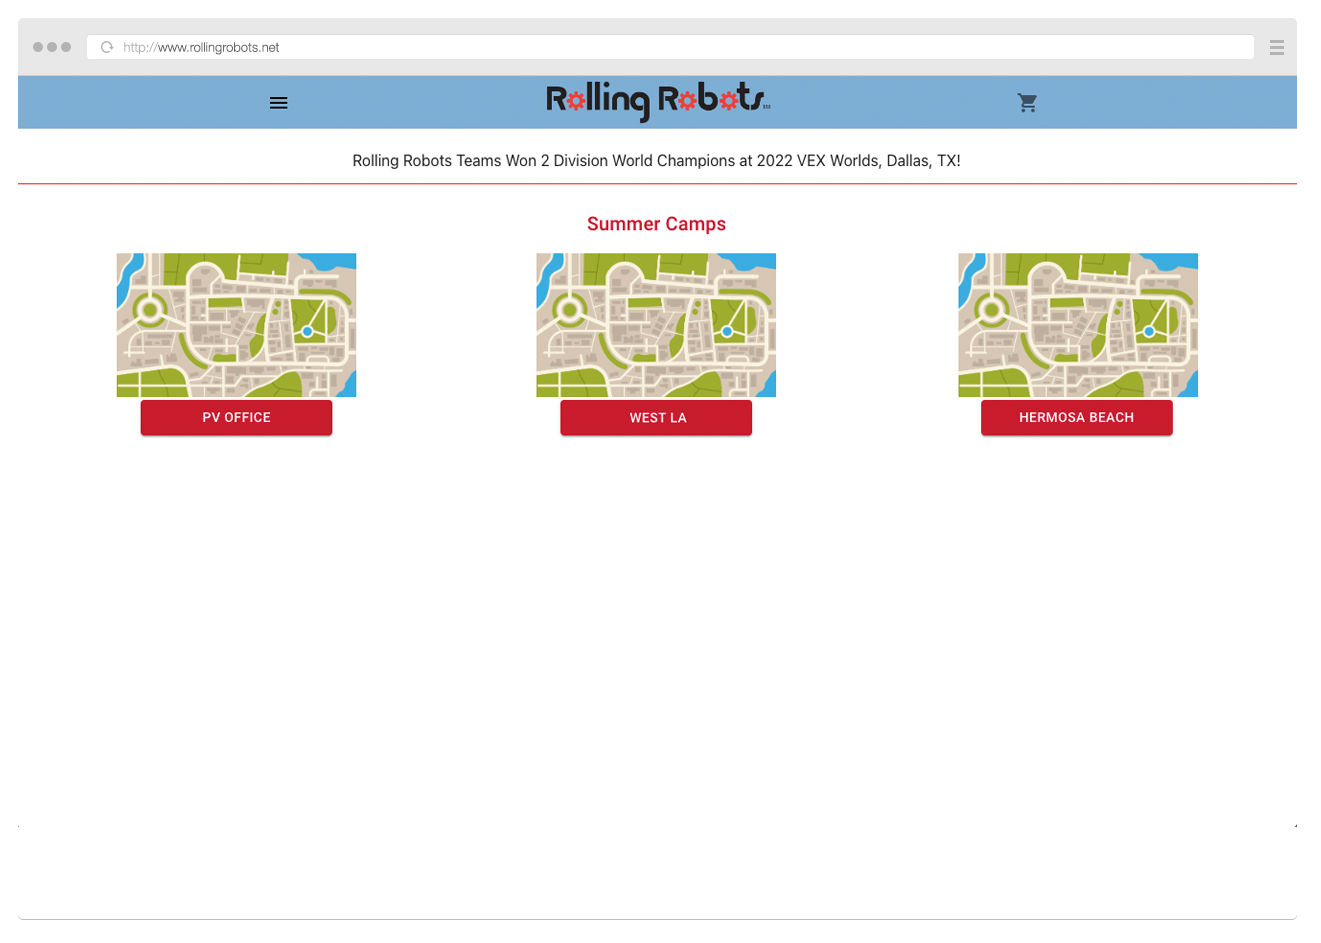 http://www.rollingrobots.net
Rolling Robots
Rolling Robots Teams Won 2 Division World Champions at 2022 VEX Worlds, Dallas, TX!
Summer Camps
PV OFFICE
WEST LA
HERMOSA BEACH